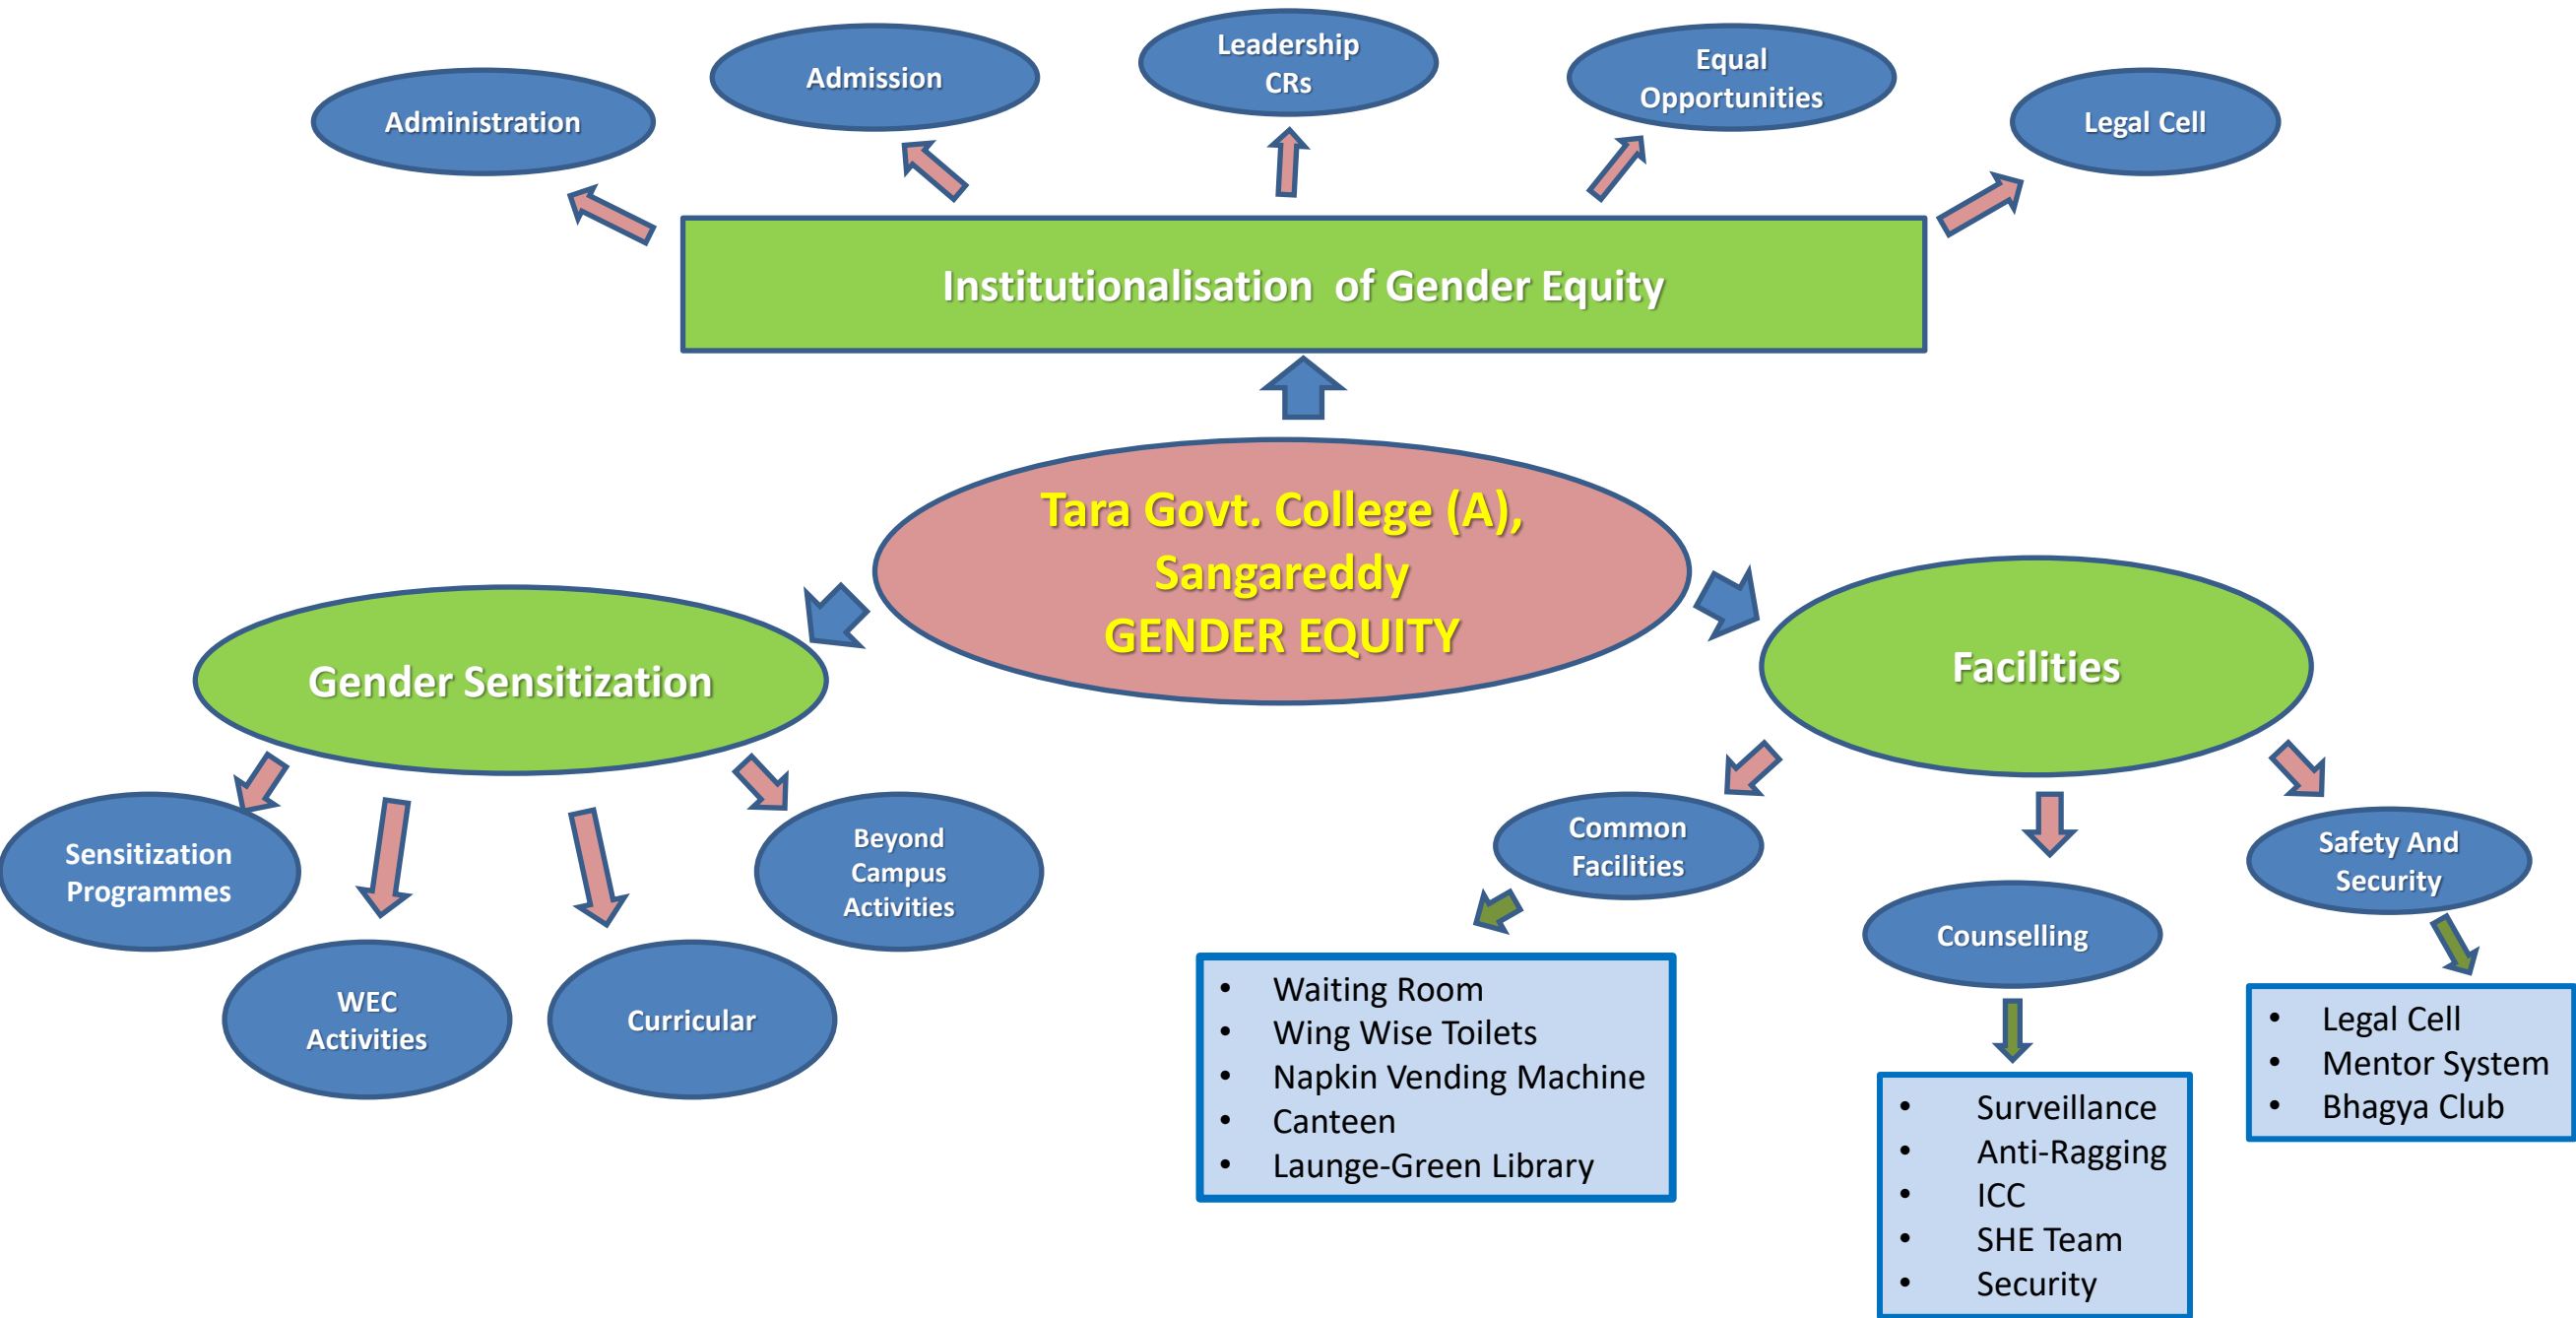 Administration
Admission
Leadership
CRs
Equal
Opportunities
Legal Cell
Institutionalisation of Gender Equity
Tara Govt. College (A),
Sangareddy
GENDER EQUITY
Gender Sensitization
Sensitization
Programmes
WEC
Activities
Curricular
Beyond
Campus
Activities
Facilities
Common
Facilities
• Waiting Room
• Wing Wise Toilets
• Napkin Vending Machine
• Canteen
• Launge-Green Library
Counselling
• Surveillance
• Anti-Ragging
• ICC
• SHE Team
• Security
Safety And
Security
• Legal Cell
• Mentor System
• Bhagya Club